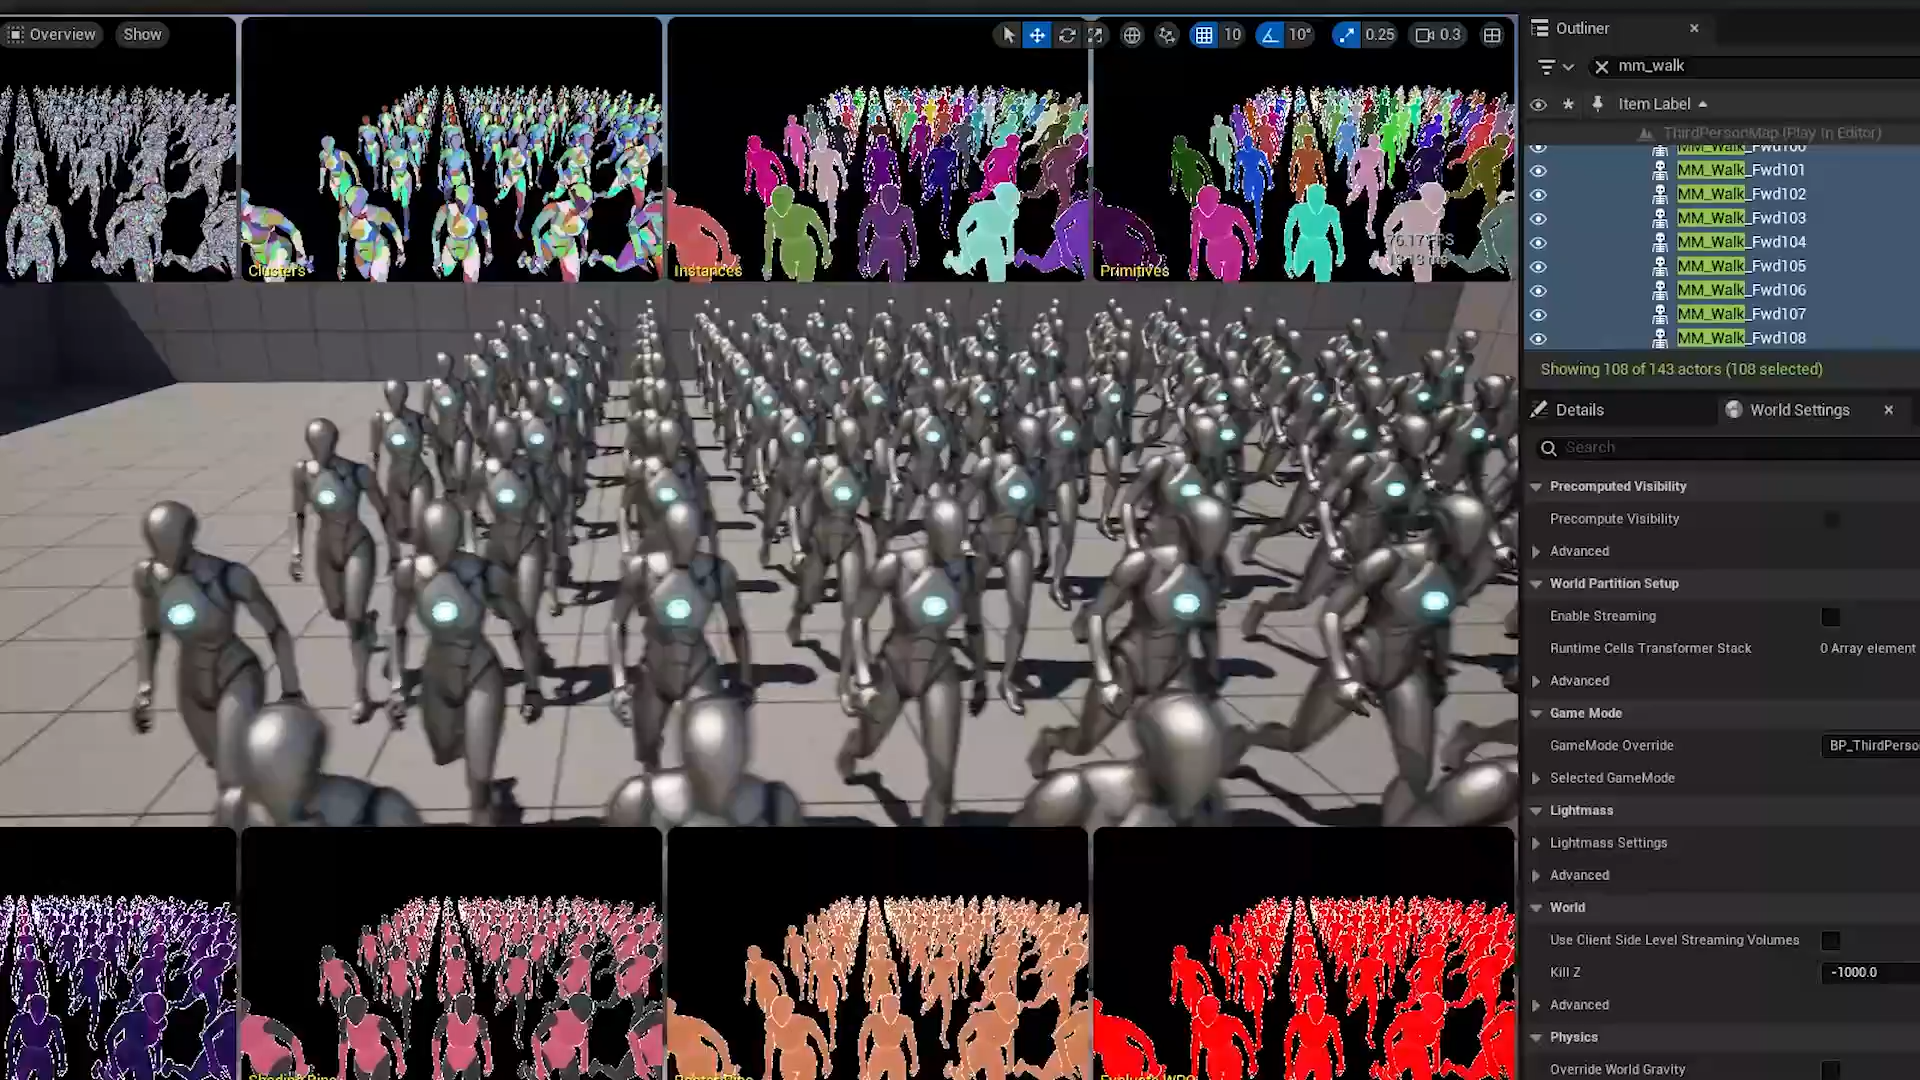 Overview
Show
10
10°
0.25
0.3
Clusters
Instances
Primitives
Outliner
mm_walk
Item Label
ThirdPersonMap (Play In Editor)
MM_Walk_Fwd100
MM_Walk_Fwd101
MM_Walk_Fwd102
MM_Walk_Fwd103
MM_Walk_Fwd104
MM_Walk_Fwd105
MM_Walk_Fwd106
MM_Walk_Fwd107
MM_Walk_Fwd108
Showing 108 of 143 actors (108 selected)
Details
World Settings
Search
Precomputed Visibility
Precompute Visibility
Advanced
World Partition Setup
Enable Streaming
Runtime Cells Transformer Stack
0 Array element
Advanced
Game Mode
GameMode Override
BP_ThirdPerso
Selected GameMode
Lightmass
Lightmass Settings
Advanced
World
Use Client Side Level Streaming Volumes
Kill Z
-1000.0
Advanced
Physics
Override World Gravity